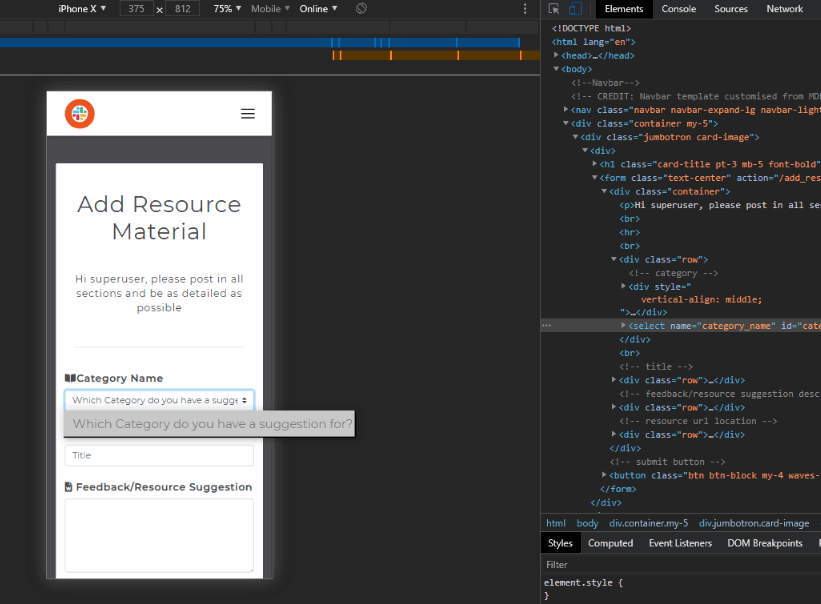 iPhone X ▼ 375 x 812 75% ▼ Mobile ▼ Online ▼
Elements Console Sources Network
Add Resource
Material
Hi superuser, please post in all
sections and be as detailed as
possible
Category Name
Which Category do you have a sugge
Which Category do you have a suggestion for?
Title
Feedback/Resource Suggestion
<!DOCTYPE html>
<html lang="en">
▶<head>…</head>
▼<body>
<!--Navbar-->
<!-- CREDIT: Navbar template customised from MD
▶<nav class="navbar navbar-expand-lg navbar-ligh
▼<div class="container my-5">
▼<div class="jumbotron card-image">
▼<div>
▶<h1 class="card-title pt-3 mb-5 font-bold"
▼<form class="text-center" action="/add_res
▼<div class="container">
<p>Hi superuser, please post in all sec
<br>
<hr>
<br>
▼<div class="row">
<!-- category -->
▶<div style="
vertical-align: middle;
">…</div>
▶<select name="category_name" id="cate
</div>
<br>
<!-- title -->
▶<div class="row">…</div>
<!-- feedback/resource suggestion desc
▶<div class="row">…</div>
<!-- resource url location -->
▶<div class="row">…</div>
</div>
<!-- submit button -->
▶<button class="btn btn-block my-4 waves-
</form>
</div>
html body div.container.my-5 div.jumbotron.card-image
Styles Computed Event Listeners DOM Breakpoints
Filter
element.style {
}